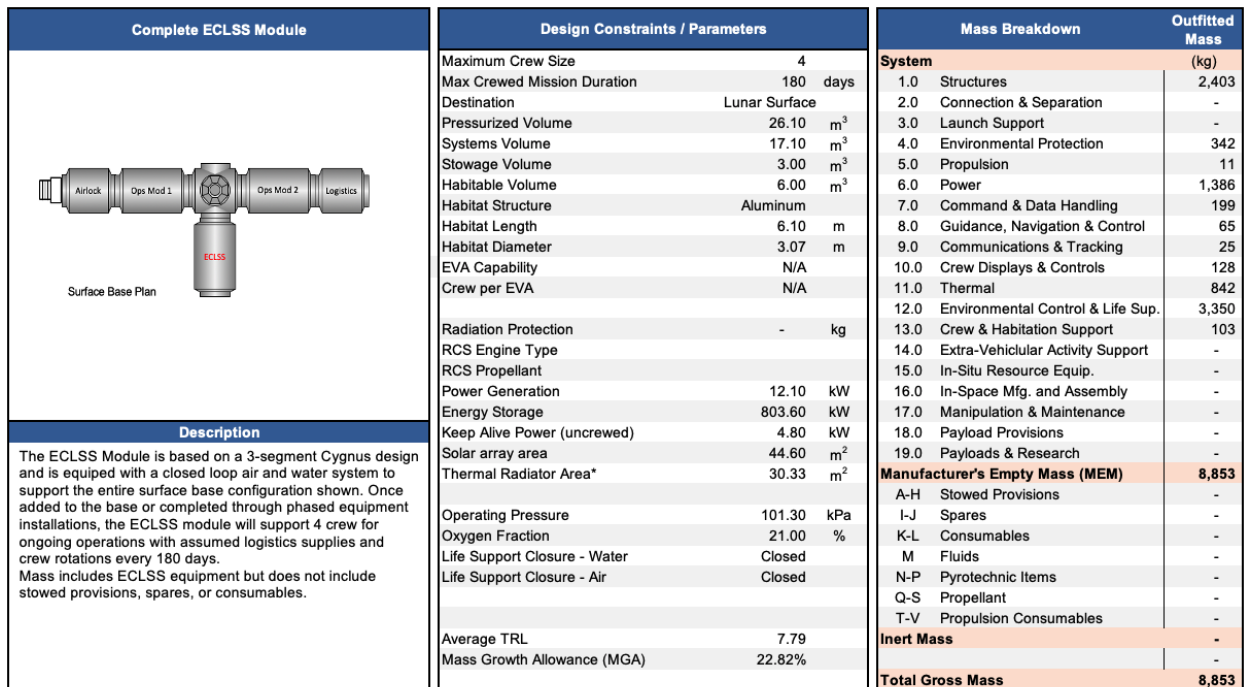 Complete ECLSS Module
Airlock
Ops Mod 1
Ops Mod 2
Logistics
ECLSS
Surface Base Plan
Description
The ECLSS Module is based on a 3-segment Cygnus design
and is equiped with a closed loop air and water system to
support the entire surface base configuration shown. Once
added to the base or completed through phased equipment
installations, the ECLSS module will support 4 crew for
ongoing operations with assumed logistics supplies and
crew rotations every 180 days.
Mass includes ECLSS equipment but does not include
stowed provisions, spares, or consumables.
Design Constraints / Parameters
Maximum Crew Size 4
Max Crewed Mission Duration 180 days
Destination Lunar Surface
Pressurized Volume 26.10 m³
Systems Volume 17.10 m³
Stowage Volume 3.00 m³
Habitable Volume 6.00 m³
Habitat Structure Aluminum
Habitat Length 6.10 m
Habitat Diameter 3.07 m
EVA Capability N/A
Crew per EVA N/A
Radiation Protection - kg
RCS Engine Type
RCS Propellant
Power Generation 12.10 kW
Energy Storage 803.60 kW
Keep Alive Power (uncrewed) 4.80 kW
Solar array area 44.60 m²
Thermal Radiator Area* 30.33 m²
Operating Pressure 101.30 kPa
Oxygen Fraction 21.00 %
Life Support Closure - Water Closed
Life Support Closure - Air Closed
Average TRL 7.79
Mass Growth Allowance (MGA) 22.82%
Mass Breakdown Outfitted Mass
System (kg)
1.0 Structures 2,403
2.0 Connection & Separation -
3.0 Launch Support -
4.0 Environmental Protection 342
5.0 Propulsion 11
6.0 Power 1,386
7.0 Command & Data Handling 199
8.0 Guidance, Navigation & Control 65
9.0 Communications & Tracking 25
10.0 Crew Displays & Controls 128
11.0 Thermal 842
12.0 Environmental Control & Life Sup. 3,350
13.0 Crew & Habitation Support 103
14.0 Extra-Vehiclular Activity Support -
15.0 In-Situ Resource Equip. -
16.0 In-Space Mfg. and Assembly -
17.0 Manipulation & Maintenance -
18.0 Payload Provisions -
19.0 Payloads & Research -
Manufacturer's Empty Mass (MEM) 8,853
A-H Stowed Provisions -
I-J Spares -
K-L Consumables -
M Fluids -
N-P Pyrotechnic Items -
Q-S Propellant -
T-V Propulsion Consumables -
Inert Mass -
-
Total Gross Mass 8,853